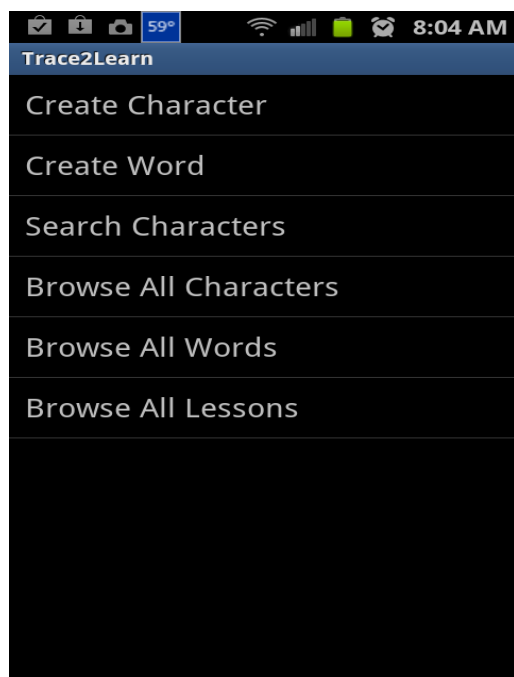 59° 8:04 AM
Trace2Learn
Create Character
Create Word
Search Characters
Browse All Characters
Browse All Words
Browse All Lessons